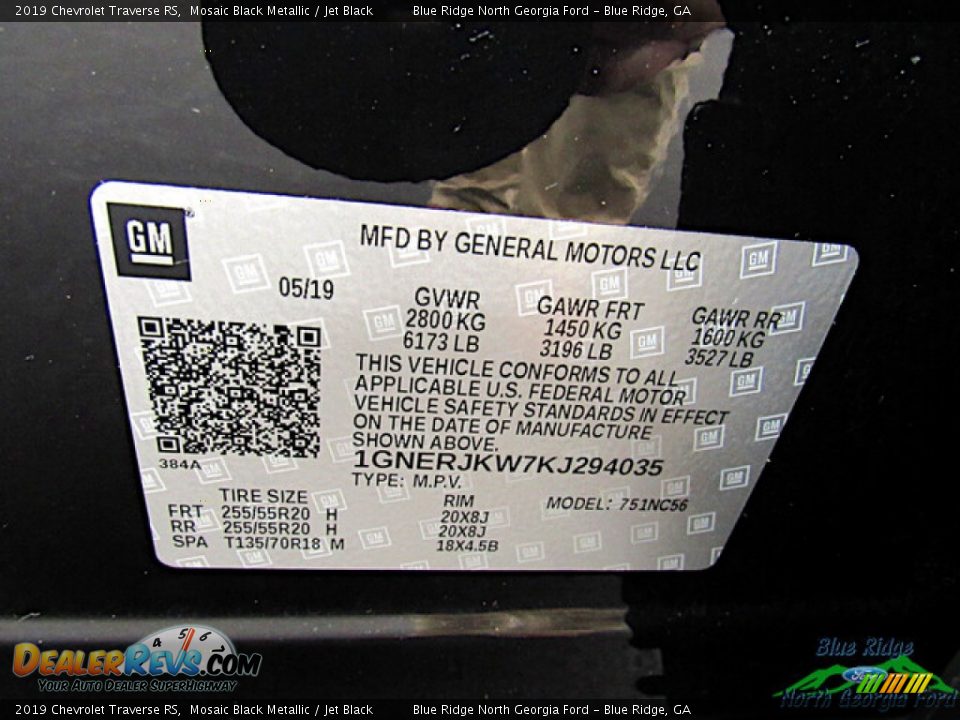 2019 Chevrolet Traverse RS, Mosaic Black Metallic / Jet Black Blue Ridge North Georgia Ford - Blue Ridge, GA
GM
MFD BY GENERAL MOTORS LLC
05/19
GVWR GAWR FRT GAWR RR
2800 KG 1450 KG 1600 KG
6173 LB 3196 LB 3527 LB
THIS VEHICLE CONFORMS TO ALL
APPLICABLE U.S. FEDERAL MOTOR
VEHICLE SAFETY STANDARDS IN EFFECT
ON THE DATE OF MANUFACTURE
SHOWN ABOVE.
384A
1GNERJKW7KJ294035
TYPE: M.P.V.
TIRE SIZE RIM MODEL: 751NC56
FRT 255/55R20 H 20X8J
RR 255/55R20 H 20X8J
SPA T135/70R18 M 18X4.5B
4 5 6
DEALERREVS.COM
YOUR AUTO DEALER SUPERHIGHWAY
Blue Ridge
Ford
North Georgia Ford
2019 Chevrolet Traverse RS, Mosaic Black Metallic / Jet Black Blue Ridge North Georgia Ford - Blue Ridge, GA